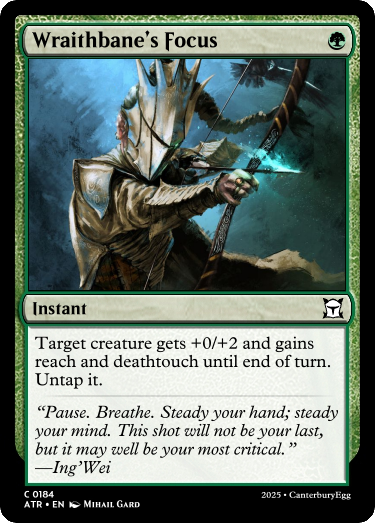 Wraithbane's Focus
Instant
Target creature gets +0/+2 and gains
reach and deathtouch until end of turn.
Untap it.
“Pause. Breathe. Steady your hand; steady
your mind. This shot will not be your last,
but it may well be your most critical.”
—Ing'Wei
C 0184
ATR • EN Mihail Gard
2025 • CanterburyEgg